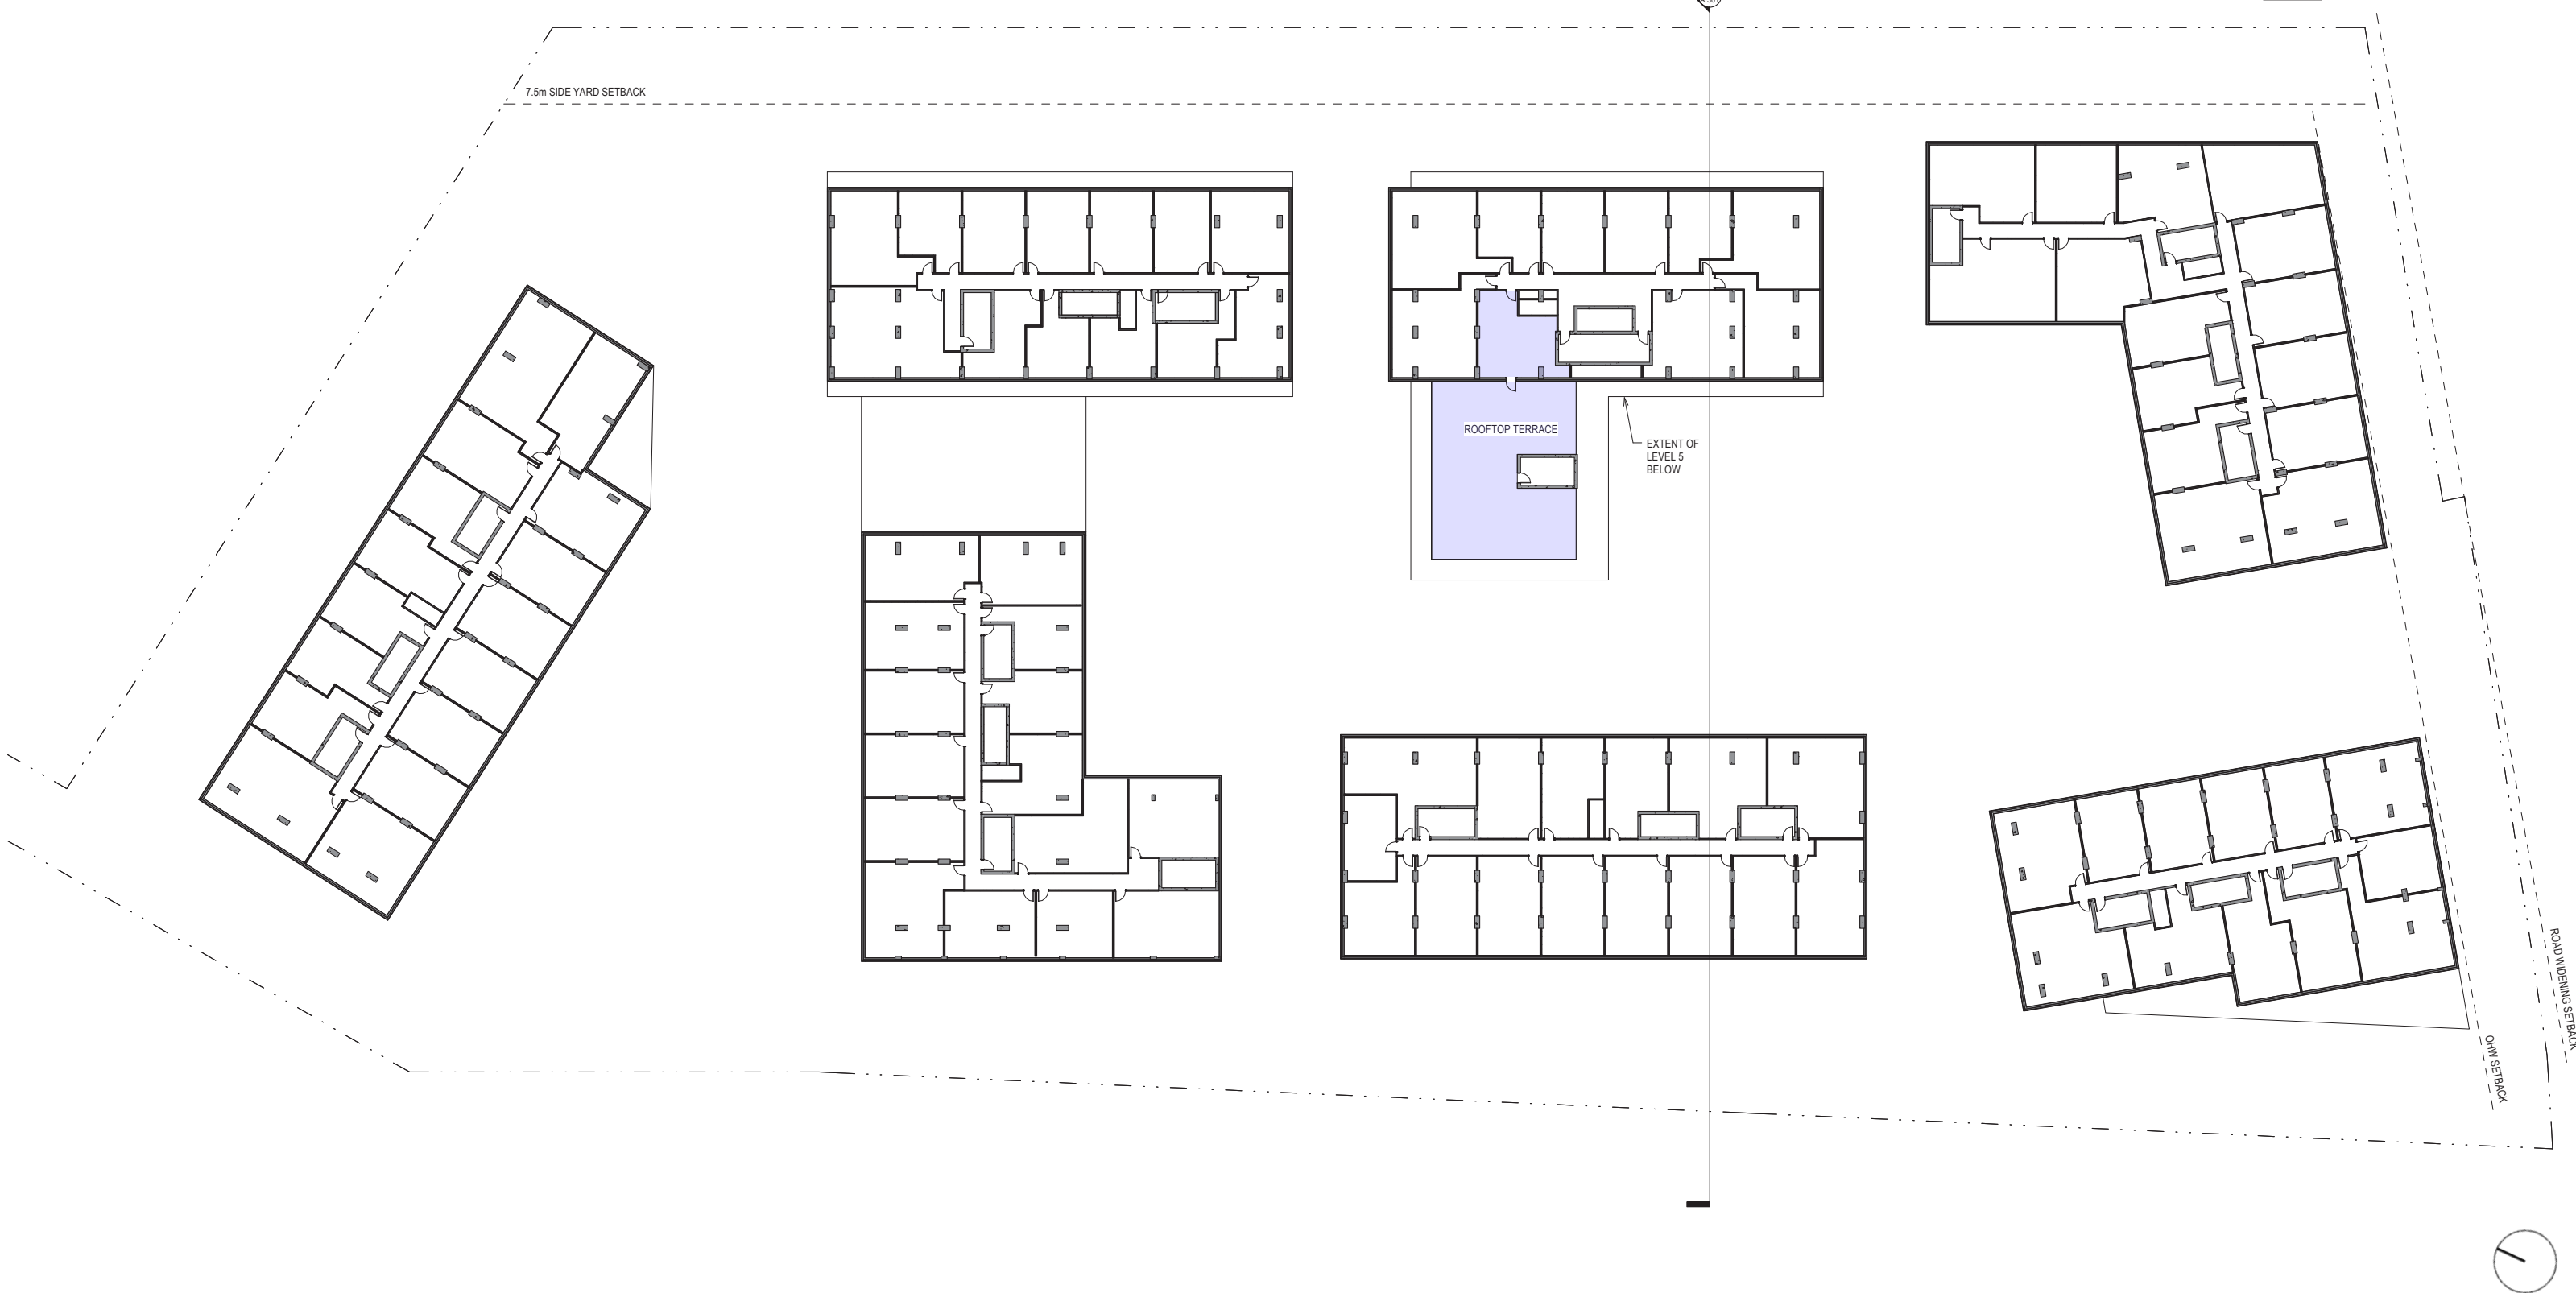 7.5m SIDE YARD SETBACK
ROOFTOP TERRACE
EXTENT OF
LEVEL 5
BELOW
ROAD WIDENING SETBACK
OHW SETBACK